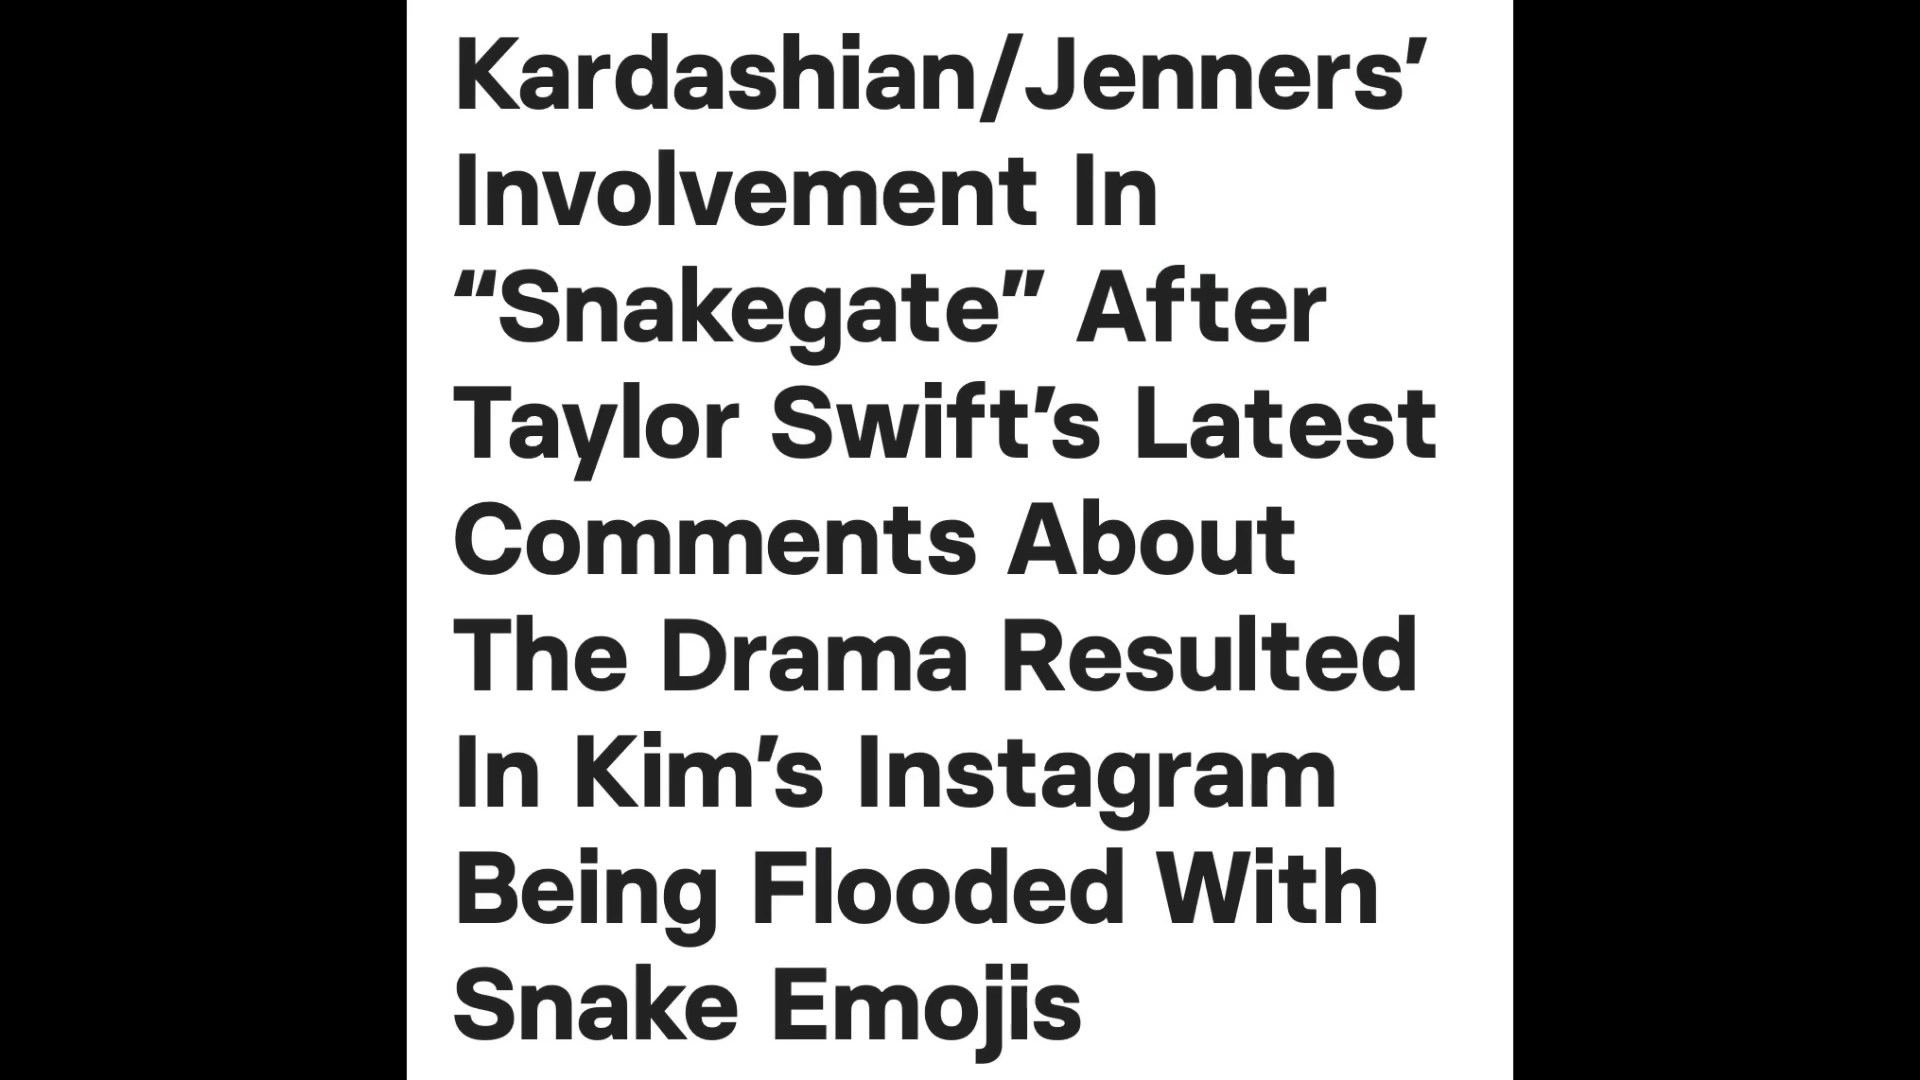 Kardashian/Jenners’
Involvement In
“Snakegate” After
Taylor Swift’s Latest
Comments About
The Drama Resulted
In Kim’s Instagram
Being Flooded With
Snake Emojis